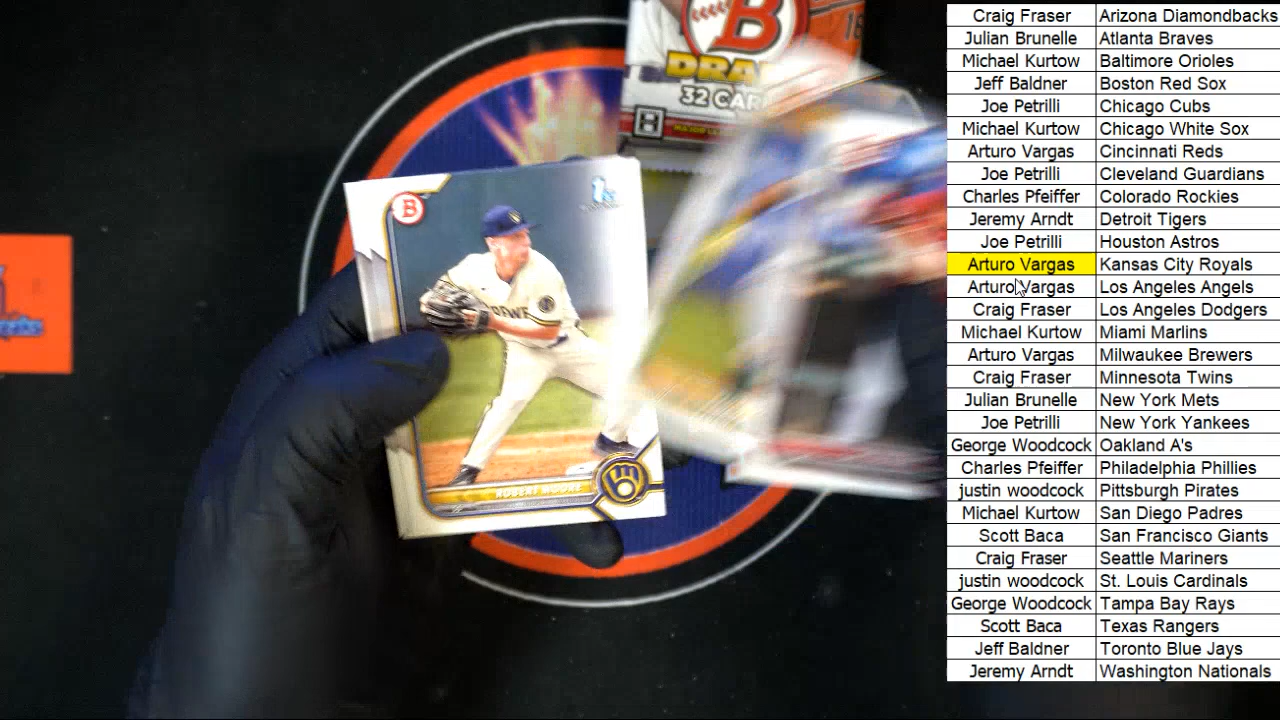 B
DRA
32 CAR
18
H
B
1st
ROBERT MOORE
Craig Fraser Arizona Diamondbacks
Julian Brunelle Atlanta Braves
Michael Kurtow Baltimore Orioles
Jeff Baldner Boston Red Sox
Joe Petrilli Chicago Cubs
Michael Kurtow Chicago White Sox
Arturo Vargas Cincinnati Reds
Joe Petrilli Cleveland Guardians
Charles Pfeiffer Colorado Rockies
Jeremy Arndt Detroit Tigers
Joe Petrilli Houston Astros
Arturo Vargas Kansas City Royals
Arturo Vargas Los Angeles Angels
Craig Fraser Los Angeles Dodgers
Michael Kurtow Miami Marlins
Arturo Vargas Milwaukee Brewers
Craig Fraser Minnesota Twins
Julian Brunelle New York Mets
Joe Petrilli New York Yankees
George Woodcock Oakland A's
Charles Pfeiffer Philadelphia Phillies
justin woodcock Pittsburgh Pirates
Michael Kurtow San Diego Padres
Scott Baca San Francisco Giants
Craig Fraser Seattle Mariners
justin woodcock St. Louis Cardinals
George Woodcock Tampa Bay Rays
Scott Baca Texas Rangers
Jeff Baldner Toronto Blue Jays
Jeremy Arndt Washington Nationals